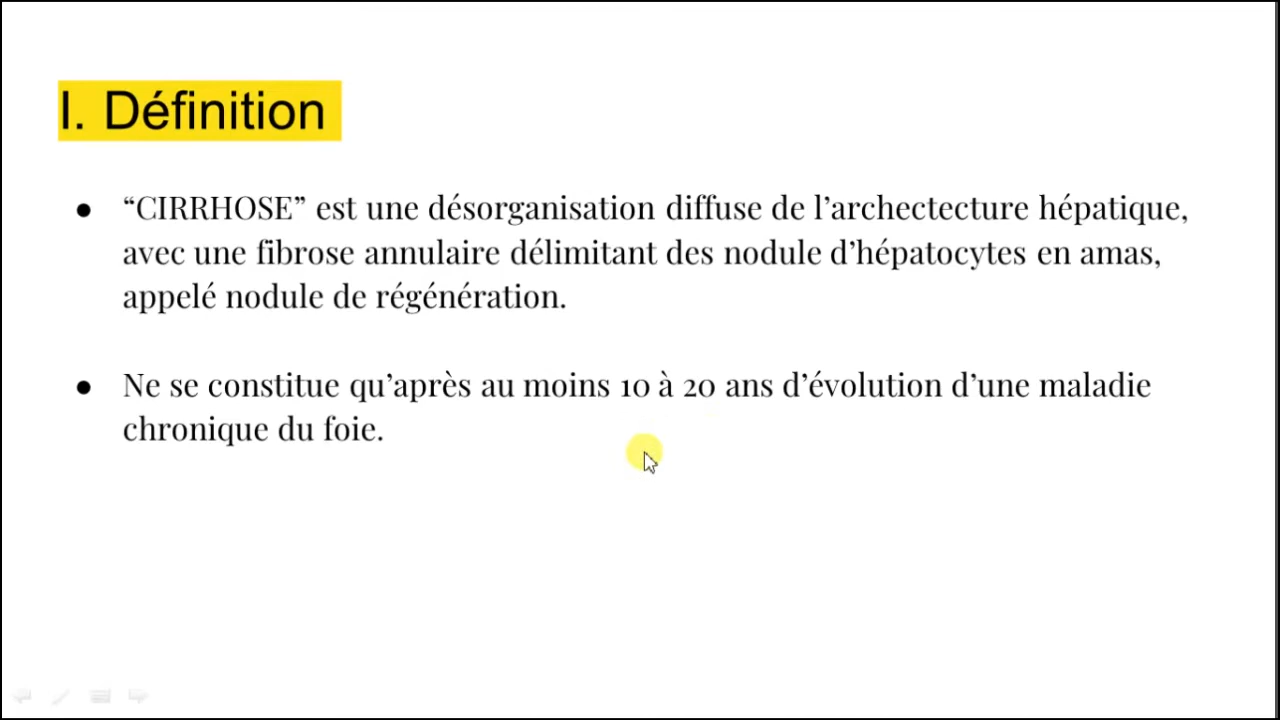 I. Définition
● “CIRRHOSE” est une désorganisation diffuse de l’archectecture hépatique,
avec une fibrose annulaire délimitant des nodule d’hépatocytes en amas,
appelé nodule de régénération.
● Ne se constitue qu’après au moins 10 à 20 ans d’évolution d’une maladie
chronique du foie.